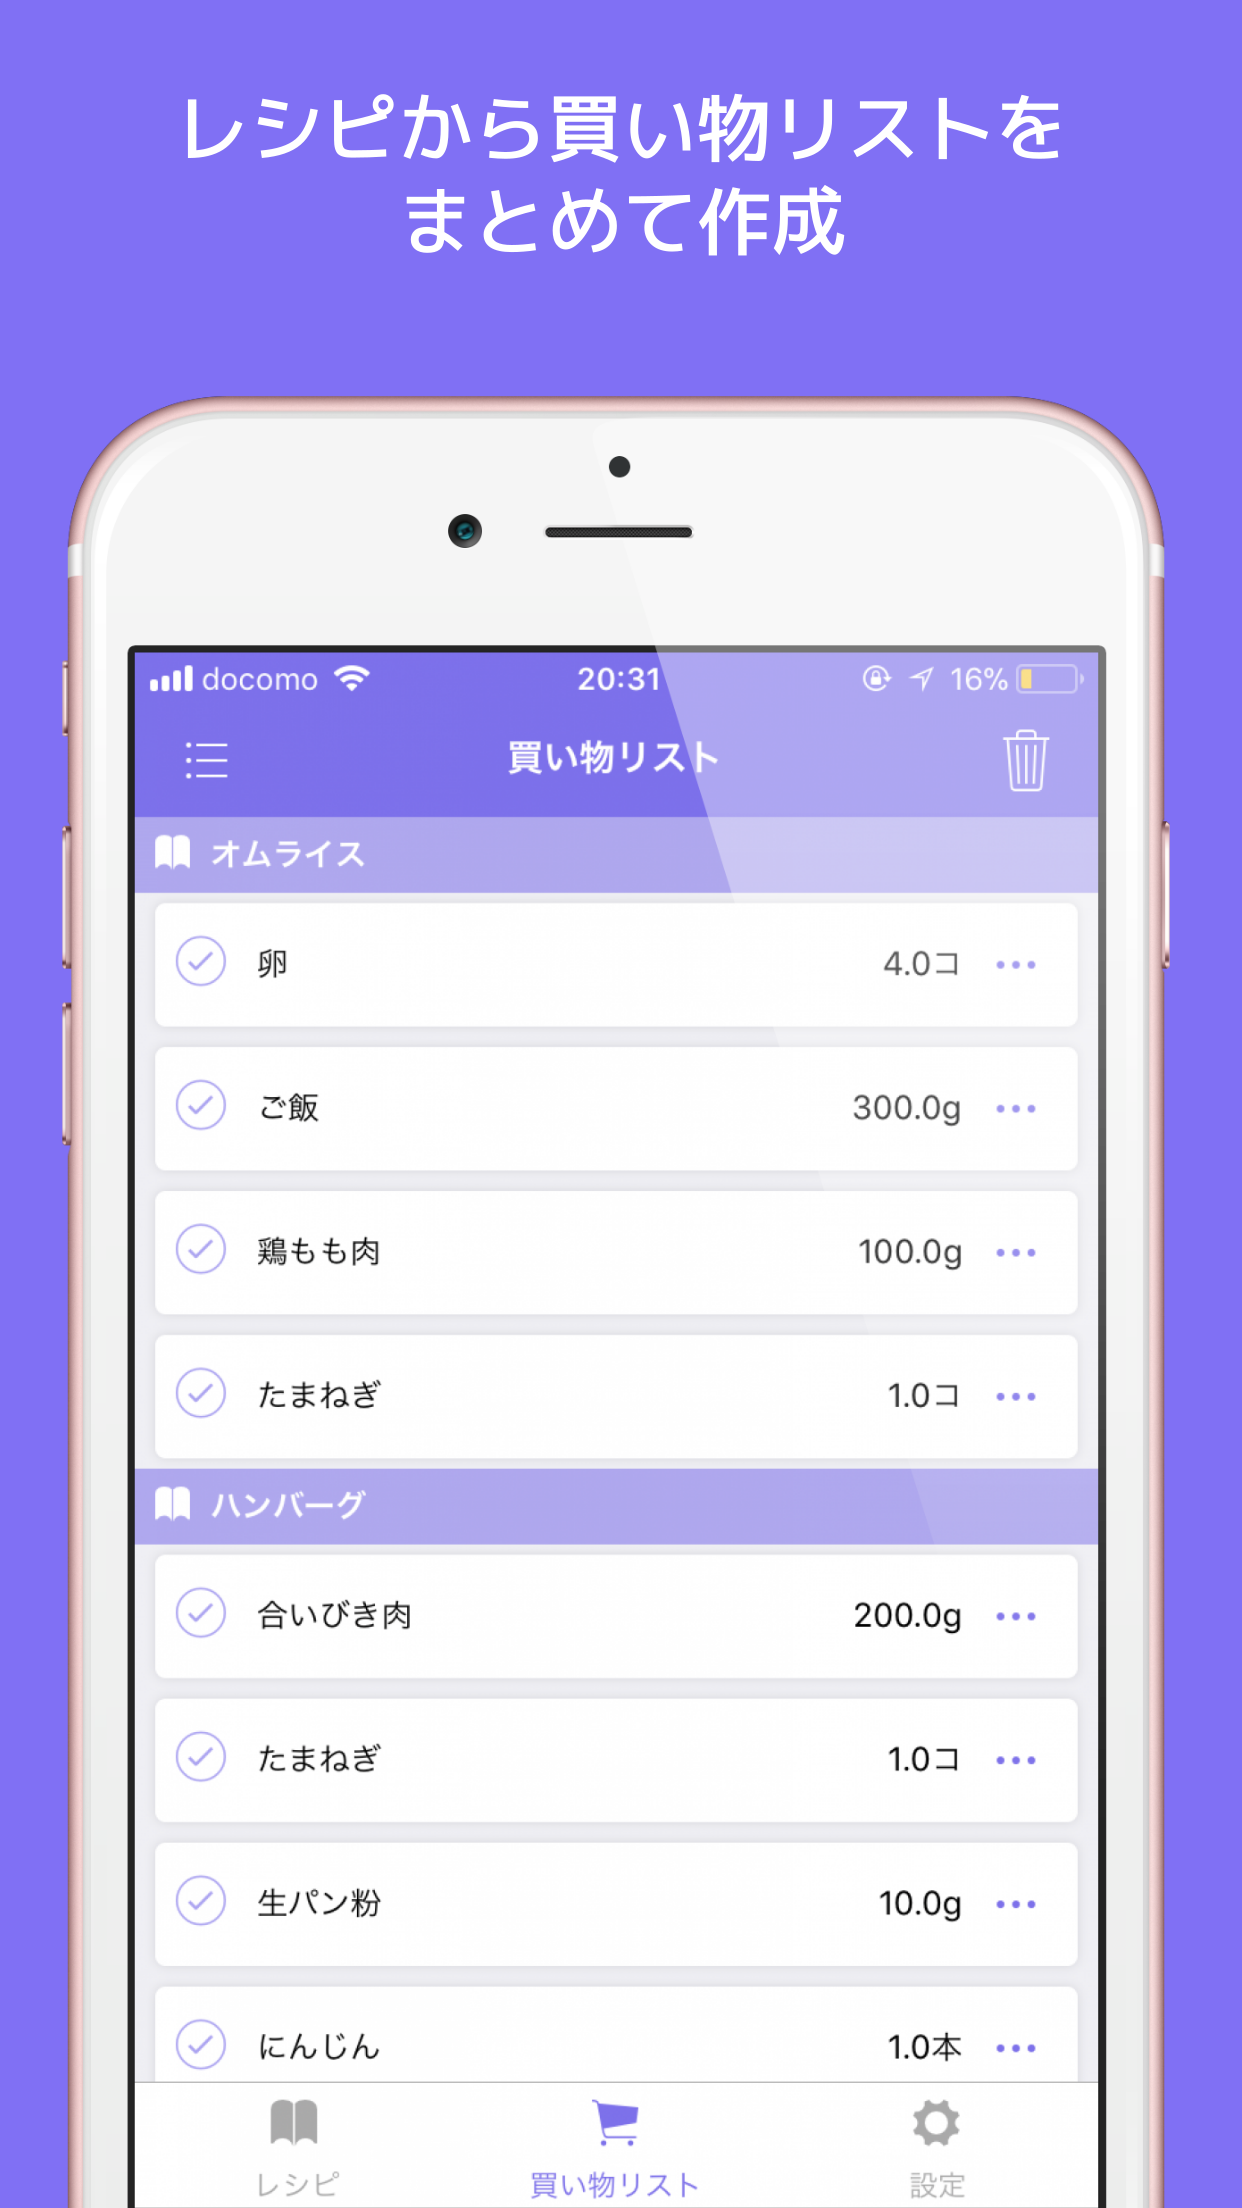 レシピから買い物リストを
まとめて作成
docomo 20:31 16%
買い物リスト
オムライス
卵 4.0コ
ご飯 300.0g
鶏もも肉 100.0g
たまねぎ 1.0コ
ハンバーグ
合いびき肉 200.0g
たまねぎ 1.0コ
生パン粉 10.0g
にんじん 1.0本
レシピ 買い物リスト 設定